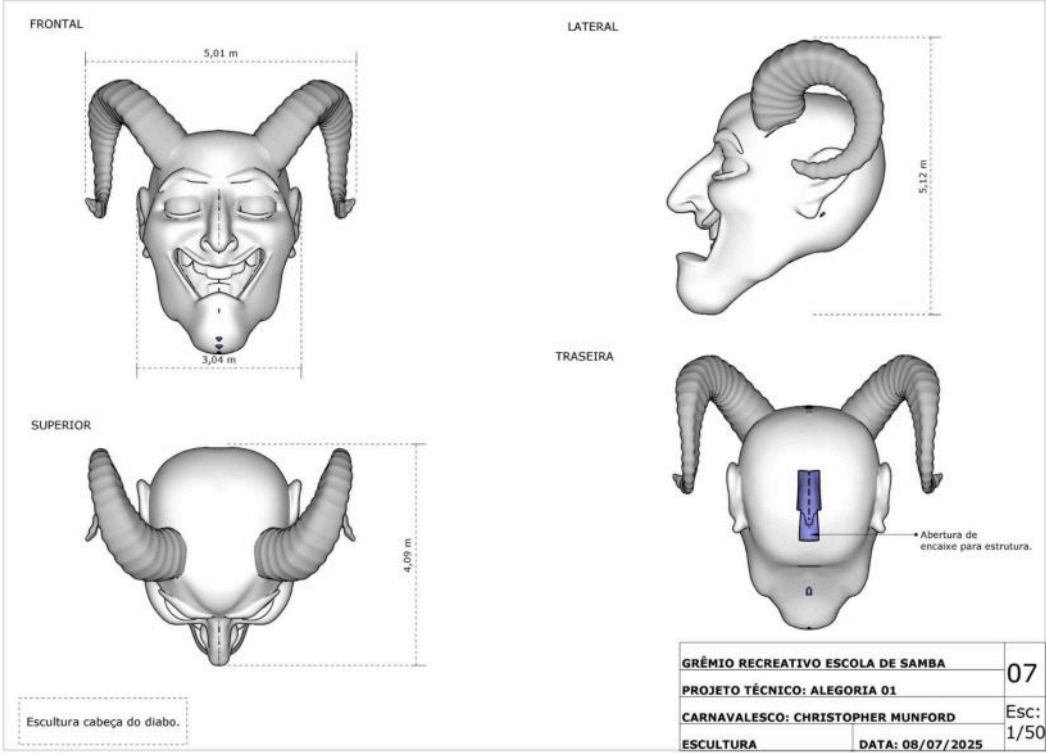 FRONTAL
5,01 m
3,04 m
LATERAL
5,12 m
SUPERIOR
4,09 m
TRASEIRA
Abertura de
encaixe para estrutura.
Escultura cabeça do diabo.
GRÊMIO RECREATIVO ESCOLA DE SAMBA
07
PROJETO TÉCNICO: ALEGORIA 01
CARNAVALESCO: CHRISTOPHER MUNFORD
Esc:
1/50
ESCULTURA
DATA: 08/07/2025